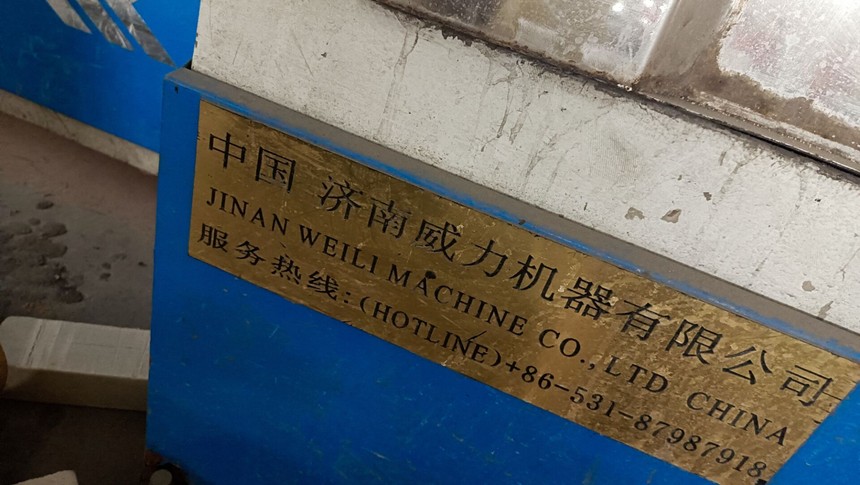 中国 济南威力机器有限公司
JINAN WEILI MACHINE CO., LTD CHINA
服务热线:(HOTLINE)+86-531-87987918